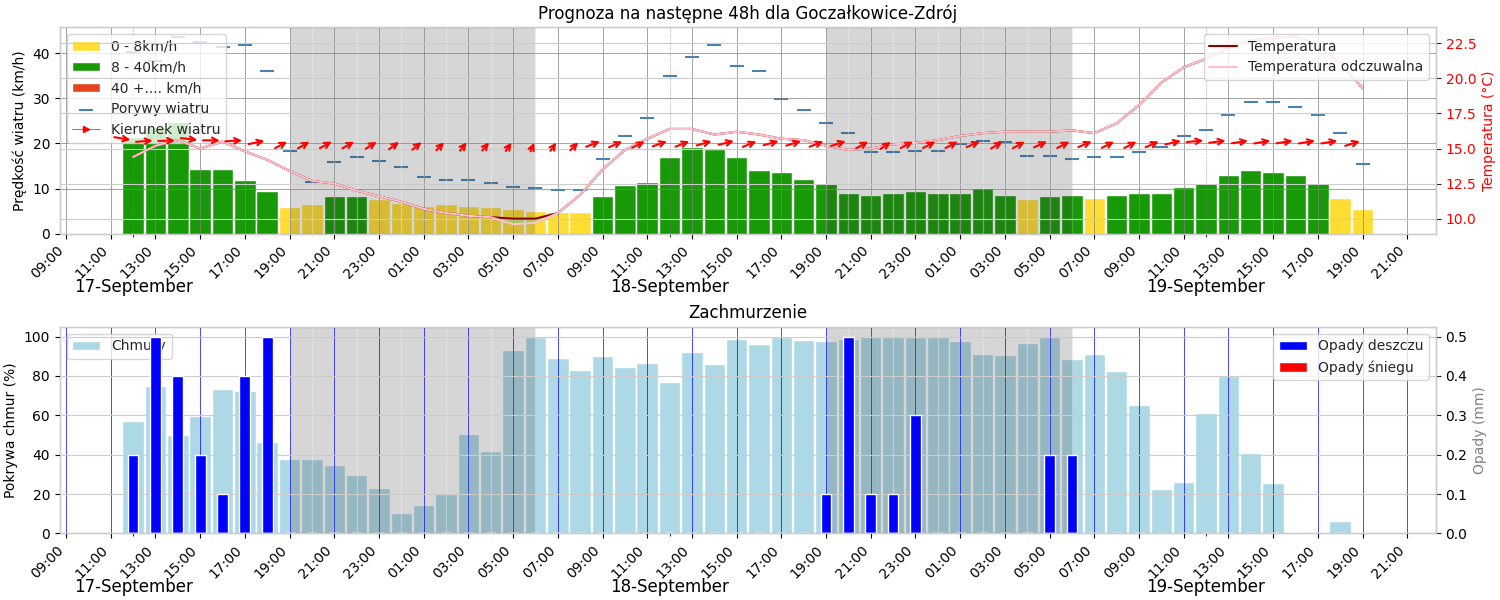 Prognoza na następne 48h dla Goczałkowice-Zdrój
Prędkość wiatru (km/h)
40
30
20
10
0
0 - 8km/h
8 - 40km/h
40 +.... km/h
Porywy wiatru
Kierunek wiatru
Temperatura
Temperatura odczuwalna
22.5
20.0
17.5
15.0
12.5
10.0
Temperatura (°C)
09:00 11:00 13:00 15:00 17:00 19:00 21:00 23:00 01:00 03:00 05:00 07:00 09:00 11:00 13:00 15:00 17:00 19:00 21:00 23:00 01:00 03:00 05:00 07:00 09:00 11:00 13:00 15:00 17:00 19:00 21:00
17-September 18-September 19-September
Zachmurzenie
Pokrywa chmur (%)
100
80
60
40
20
0
Chmury
Opady deszczu
Opady śniegu
0.5
0.4
0.3
0.2
0.1
0.0
Opady (mm)
09:00 11:00 13:00 15:00 17:00 19:00 21:00 23:00 01:00 03:00 05:00 07:00 09:00 11:00 13:00 15:00 17:00 19:00 21:00 23:00 01:00 03:00 05:00 07:00 09:00 11:00 13:00 15:00 17:00 19:00 21:00
17-September 18-September 19-September